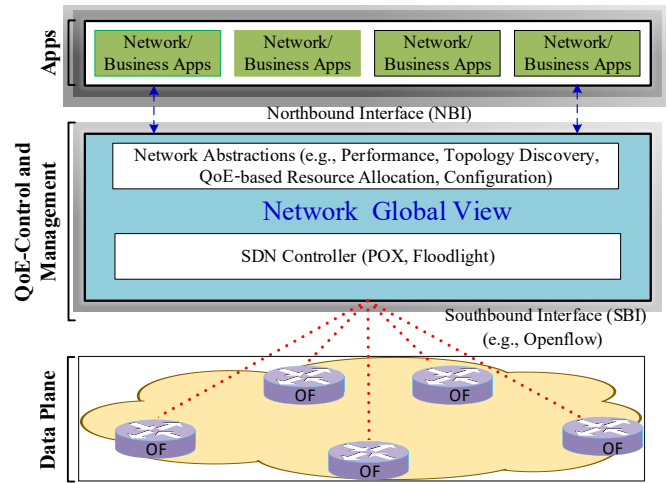 Apps
Network/
Business Apps
Network/
Business Apps
Network/
Business Apps
Network/
Business Apps
Northbound Interface (NBI)
QoE-Control and
Management
Network Abstractions (e.g., Performance, Topology Discovery,
QoE-based Resource Allocation, Configuration)
Network Global View
SDN Controller (POX, Floodlight)
Southbound Interface (SBI)
(e.g., Openflow)
Data Plane
OF
OF
OF
OF
OF